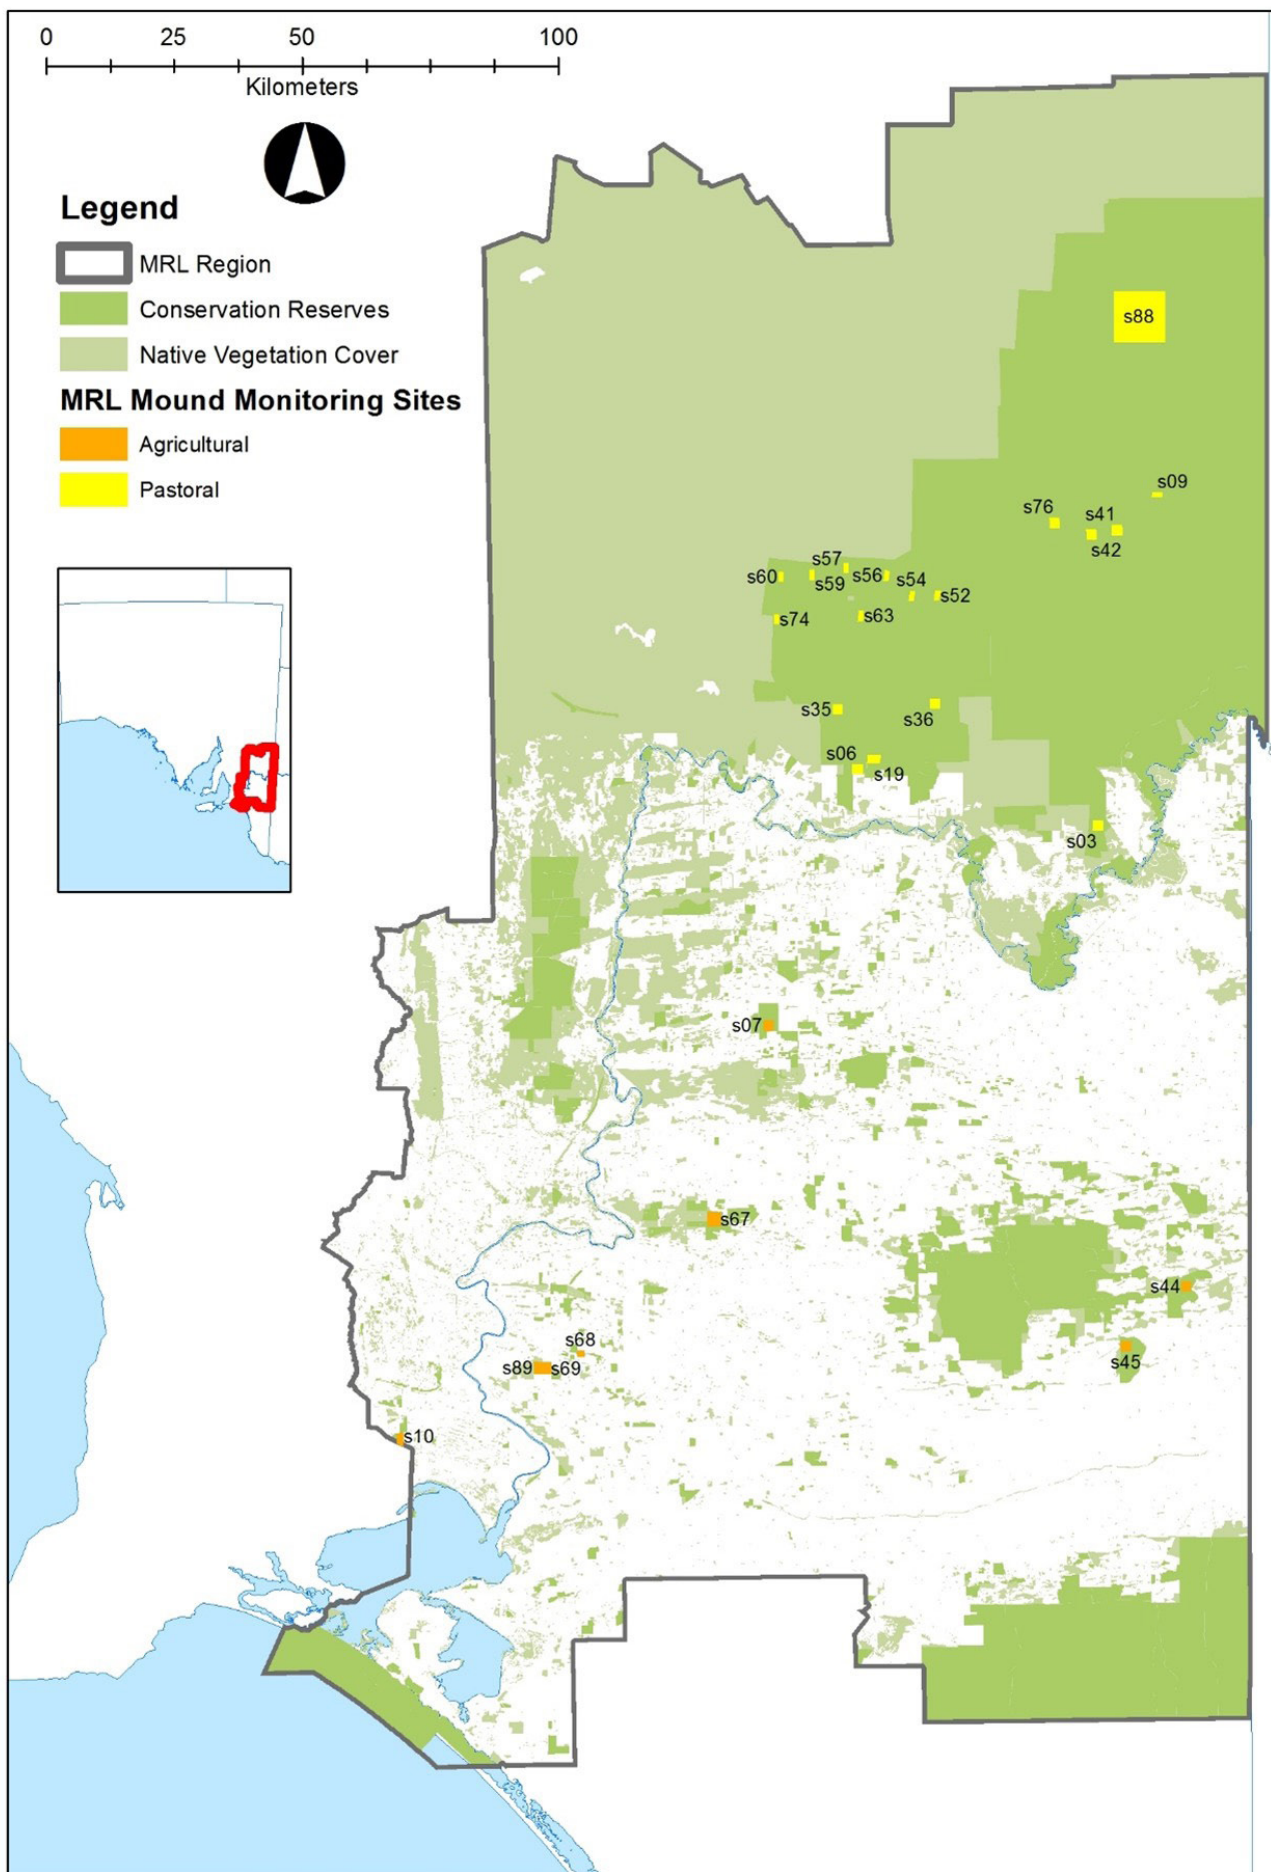 0 25 50 100
Kilometers
Legend
MRL Region
Conservation Reserves
Native Vegetation Cover
MRL Mound Monitoring Sites
Agricultural
Pastoral
s88
s09
s76 s41
s42
s57
s60 s59 s56 s54 s52
s74 s63
s35 s36
s06
s19
s03
s07
s67
s44
s68
s89 s69 s45
s10